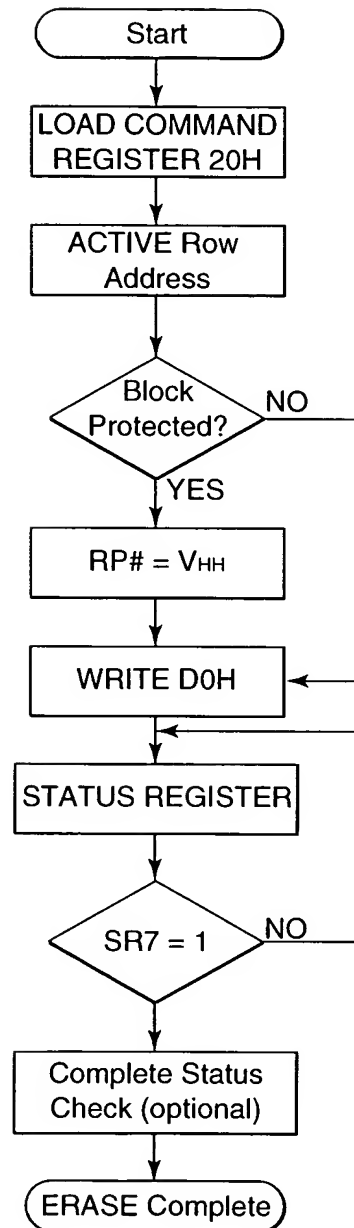 Start
LOAD COMMAND
REGISTER 20H
ACTIVE Row
Address
Block
Protected?
NO
YES
RP# = VHH
WRITE D0H
STATUS REGISTER
SR7 = 1
NO
Complete Status
Check (optional)
ERASE Complete